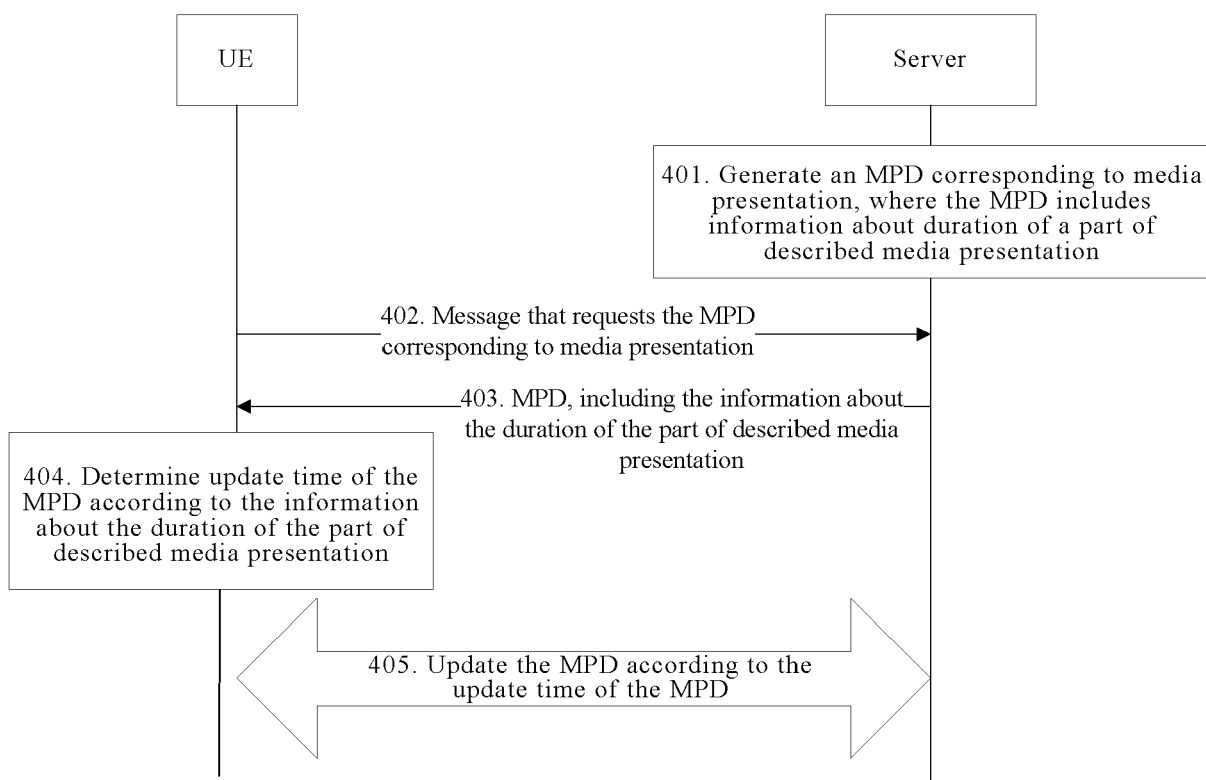 UE
Server
401. Generate an MPD corresponding to media
presentation, where the MPD includes
information about duration of a part of
described media presentation
402. Message that requests the MPD
corresponding to media presentation
403. MPD, including the information about
the duration of the part of described media
presentation
404. Determine update time of the
MPD according to the information
about the duration of the part of
described media presentation
405. Update the MPD according to the
update time of the MPD